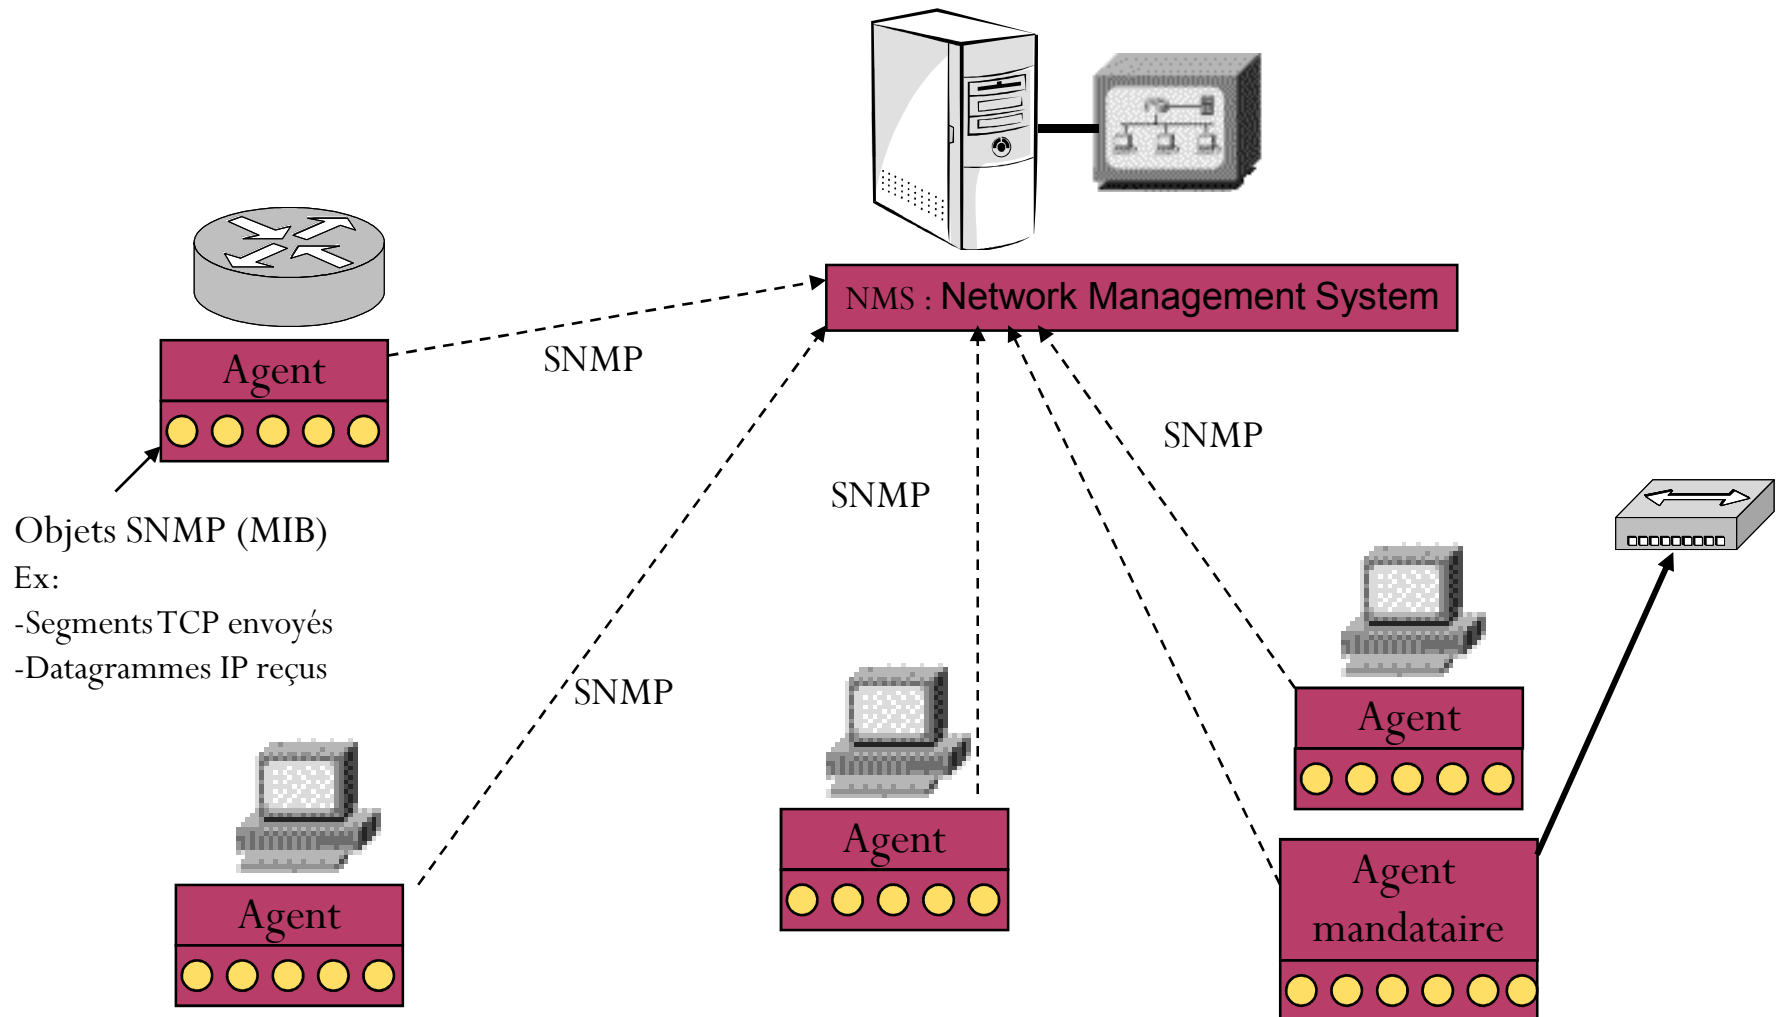 NMS : Network Management System
Agent
SNMP
SNMP
SNMP
Objets SNMP (MIB)
Ex:
-Segments TCP envoyés
-Datagrammes IP reçus
SNMP
Agent
Agent
Agent
Agent
mandataire